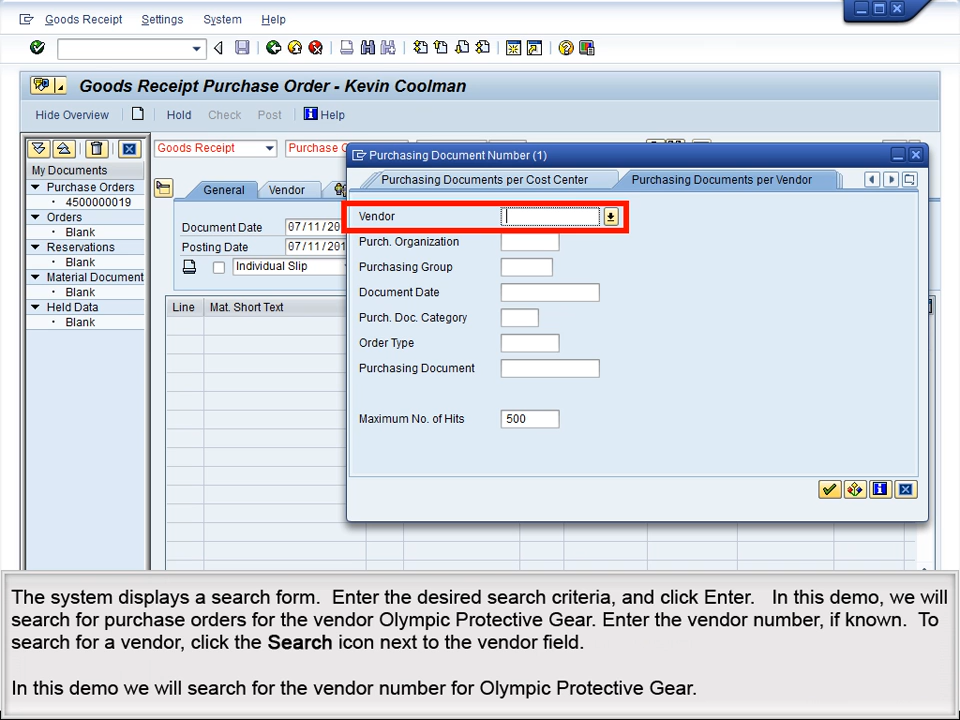 Goods Receipt Settings System Help
Goods Receipt Purchase Order - Kevin Coolman
Hide Overview Hold Check Post Help
My Documents
Purchase Orders
4500000019
Orders
Blank
Reservations
Blank
Material Document
Blank
Held Data
Blank
Goods Receipt Purchase O
General Vendor
Document Date 07/11/20
Posting Date 07/11/201
Individual Slip
Line Mat. Short Text
Purchasing Document Number (1)
Purchasing Documents per Cost Center Purchasing Documents per Vendor
Vendor
Purch. Organization
Purchasing Group
Document Date
Purch. Doc. Category
Order Type
Purchasing Document
Maximum No. of Hits 500
The system displays a search form. Enter the desired search criteria, and click Enter. In this demo, we will
search for purchase orders for the vendor Olympic Protective Gear. Enter the vendor number, if known. To
search for a vendor, click the Search icon next to the vendor field.
In this demo we will search for the vendor number for Olympic Protective Gear.